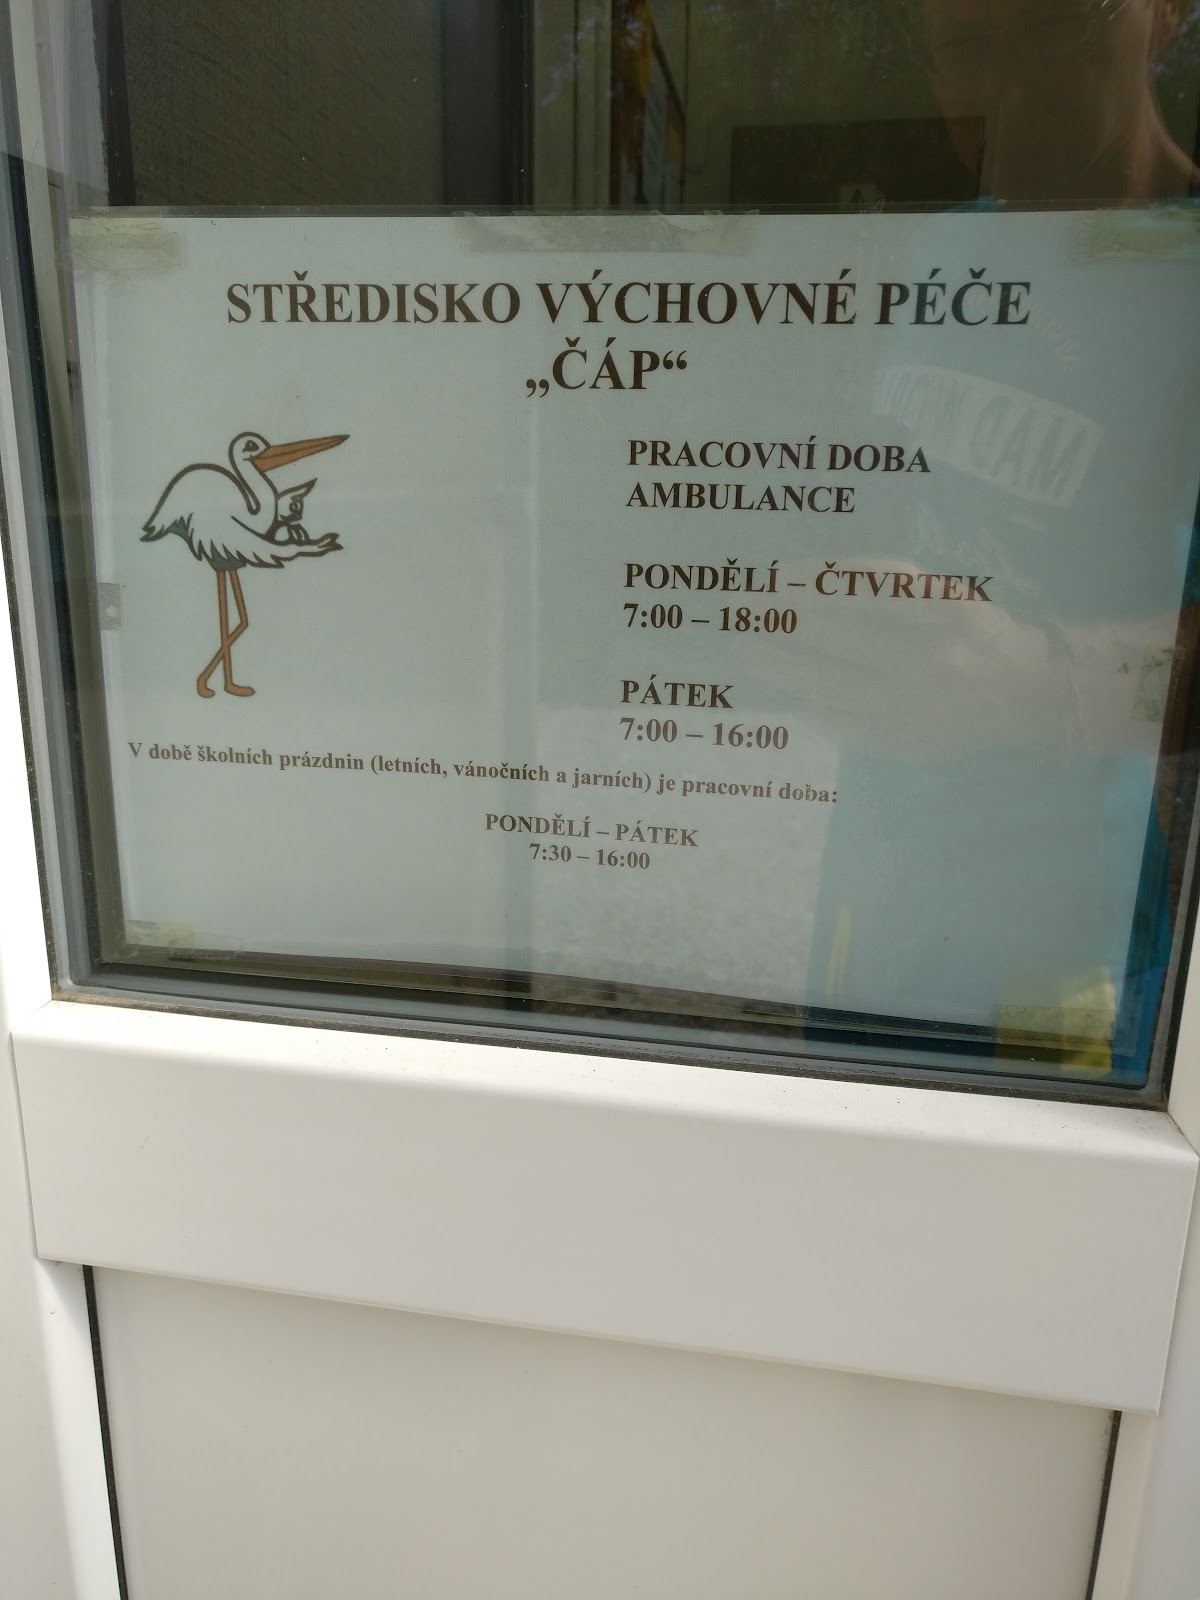 STŘEDISKO VÝCHOVNÉ PÉČE
„ČÁP“
PRACOVNÍ DOBA
AMBULANCE
PONDĚLÍ – ČTVRTEK
7:00 – 18:00
PÁTEK
7:00 – 16:00
V době školních prázdnin (letních, vánočních a jarních) je pracovní doba:
PONDĚLÍ – PÁTEK
7:30 – 16:00